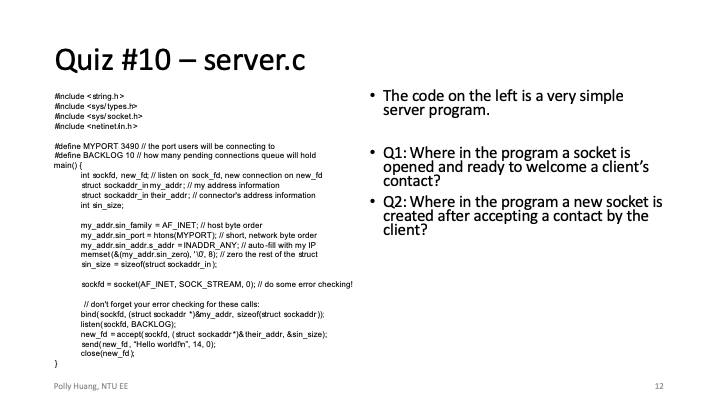 Quiz #10 – server.c
#include <string.h>
#include <sys/types.h>
#include <sys/socket.h>
#include <netinet/in.h>
#define MYPORT 3490 // the port users will be connecting to
#define BACKLOG 10 // how many pending connections queue will hold
main() {
int sockfd, new_fd; // listen on sock_fd, new connection on new_fd
struct sockaddr_in my_addr; // my address information
struct sockaddr_in their_addr; // connector's address information
int sin_size;
my_addr.sin_family = AF_INET; // host byte order
my_addr.sin_port = htons(MYPORT); // short, network byte order
my_addr.sin_addr.s_addr = INADDR_ANY; // auto-fill with my IP
memset(&(my_addr.sin_zero), '\0', 8); // zero the rest of the struct
sin_size = sizeof(struct sockaddr_in);
sockfd = socket(AF_INET, SOCK_STREAM, 0); // do some error checking!
// don't forget your error checking for these calls:
bind(sockfd, (struct sockaddr *)&my_addr, sizeof(struct sockaddr));
listen(sockfd, BACKLOG);
new_fd = accept(sockfd, (struct sockaddr *)&their_addr, &sin_size);
send(new_fd, "Hello world!\n", 14, 0);
close(new_fd);
}
• The code on the left is a very simple
server program.
• Q1: Where in the program a socket is
opened and ready to welcome a client's
contact?
• Q2: Where in the program a new socket is
created after accepting a contact by the
client?
Polly Huang, NTU EE
12